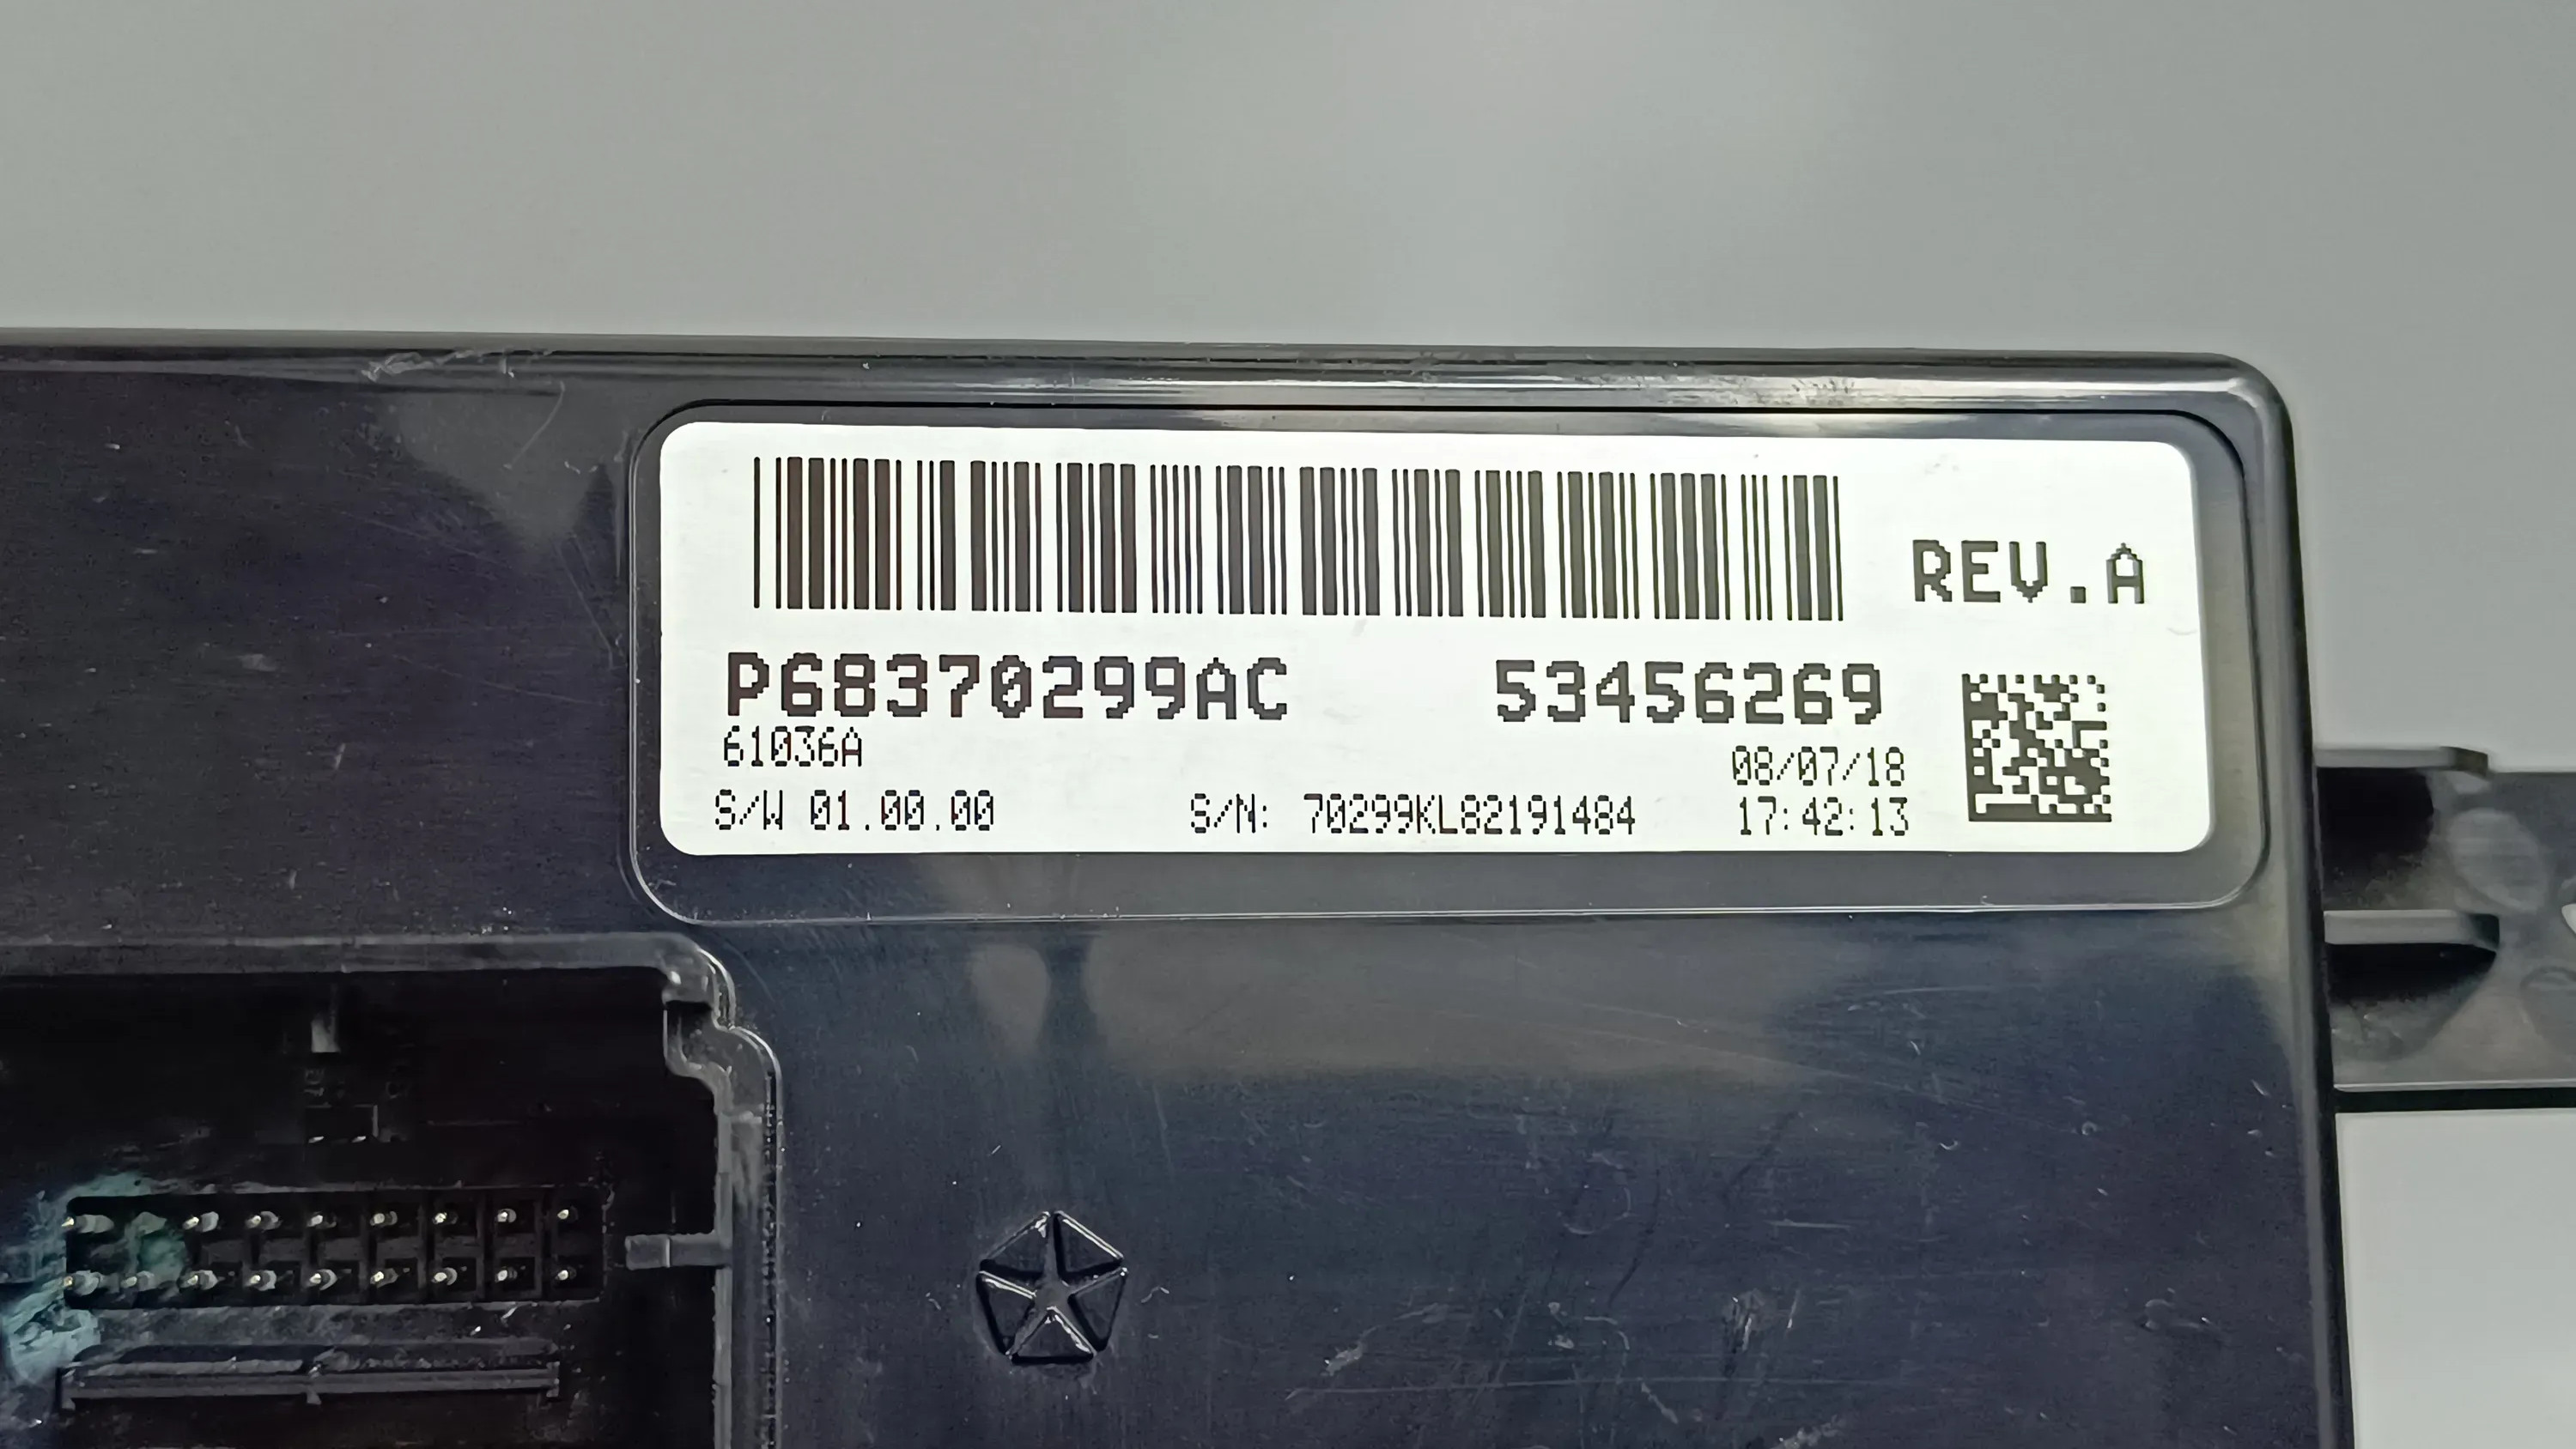 REV.A
P68370299AC 53456269
61036A 08/07/18
S/W 01.00.00 S/N: 70299KL82191484 17:42:13